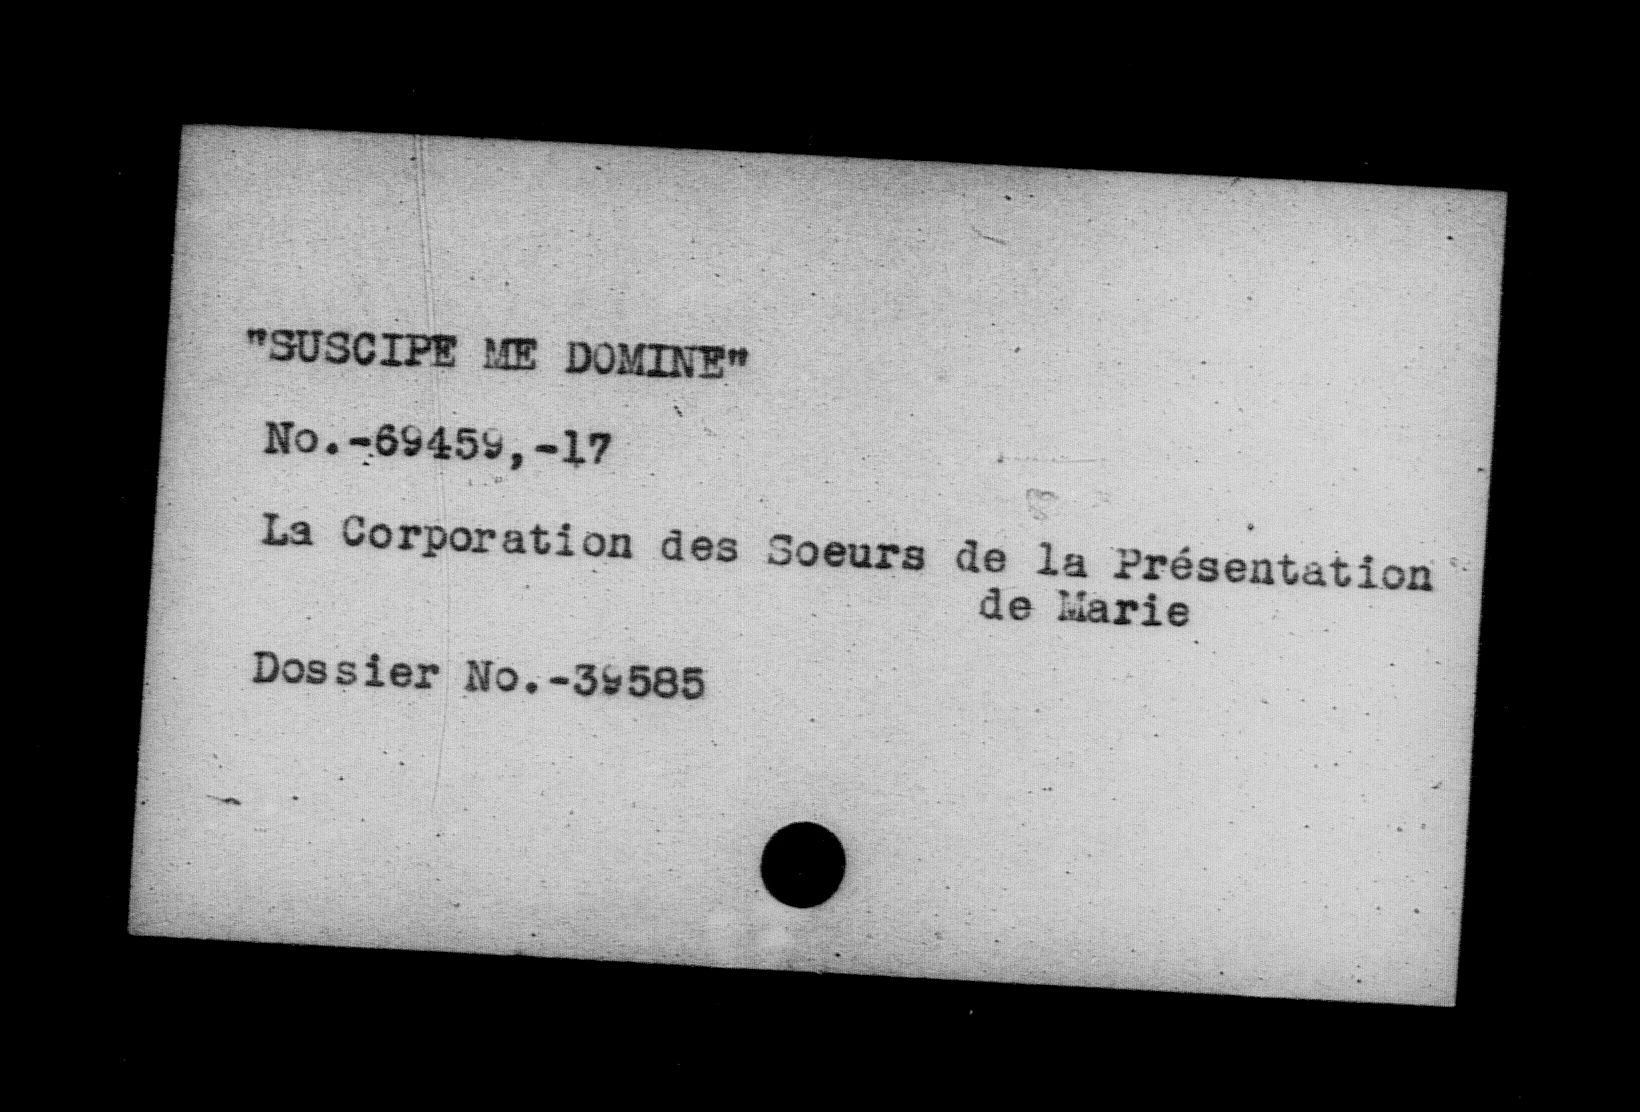 "SUSCIPE ME DOMINE"
No.-69459,-17
La Corporation des Soeurs de la Présentation
de Marie
Dossier No.-39585